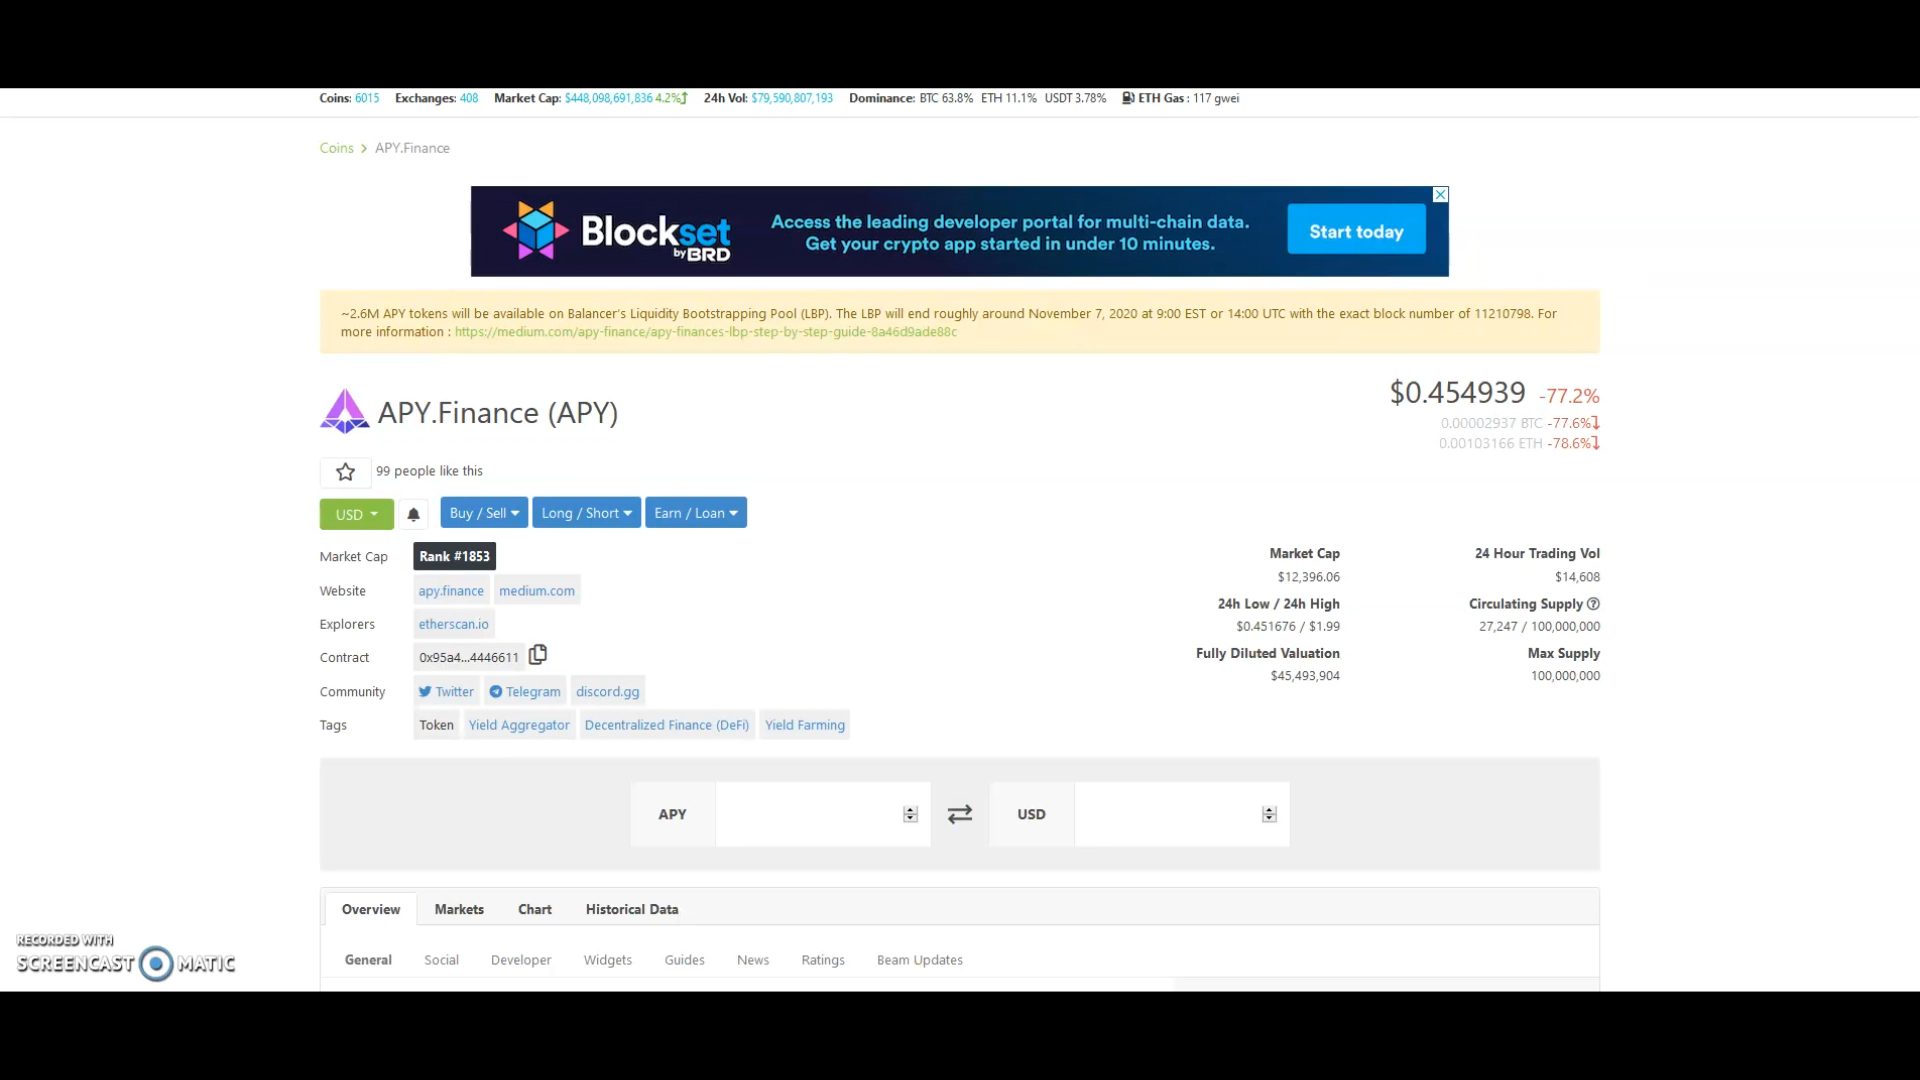 Coins: 6015 Exchanges: 408 Market Cap: $448,098,691,836 4.2% 24h Vol: $79,590,807,193 Dominance: BTC 63.8% ETH 11.1% USDT 3.78% ETH Gas : 117 gwei
Coins > APY.Finance
Blockset
by BRD
Access the leading developer portal for multi-chain data.
Get your crypto app started in under 10 minutes.
Start today
~2.6M APY tokens will be available on Balancer's Liquidity Bootstrapping Pool (LBP). The LBP will end roughly around November 7, 2020 at 9:00 EST or 14:00 UTC with the exact block number of 11210798. For
more information : https://medium.com/apy-finance/apy-finances-lbp-step-by-step-guide-8a46d9ade88c
APY.Finance (APY)
$0.454939 -77.2%
0.00002937 BTC -77.6%
0.00103166 ETH -78.6%
99 people like this
USD
Buy / Sell
Long / Short
Earn / Loan
Market Cap Rank #1853
Website apy.finance medium.com
Explorers etherscan.io
Contract 0x95a4...4446611
Community Twitter Telegram discord.gg
Tags Token Yield Aggregator Decentralized Finance (DeFi) Yield Farming
Market Cap
$12,396.06
24 Hour Trading Vol
$14,608
24h Low / 24h High
$0.451676 / $1.99
Circulating Supply
27,247 / 100,000,000
Fully Diluted Valuation
$45,493,904
Max Supply
100,000,000
APY
USD
Overview Markets Chart Historical Data
General Social Developer Widgets Guides News Ratings Beam Updates
RECORDED WITH
SCREENCAST MATIC